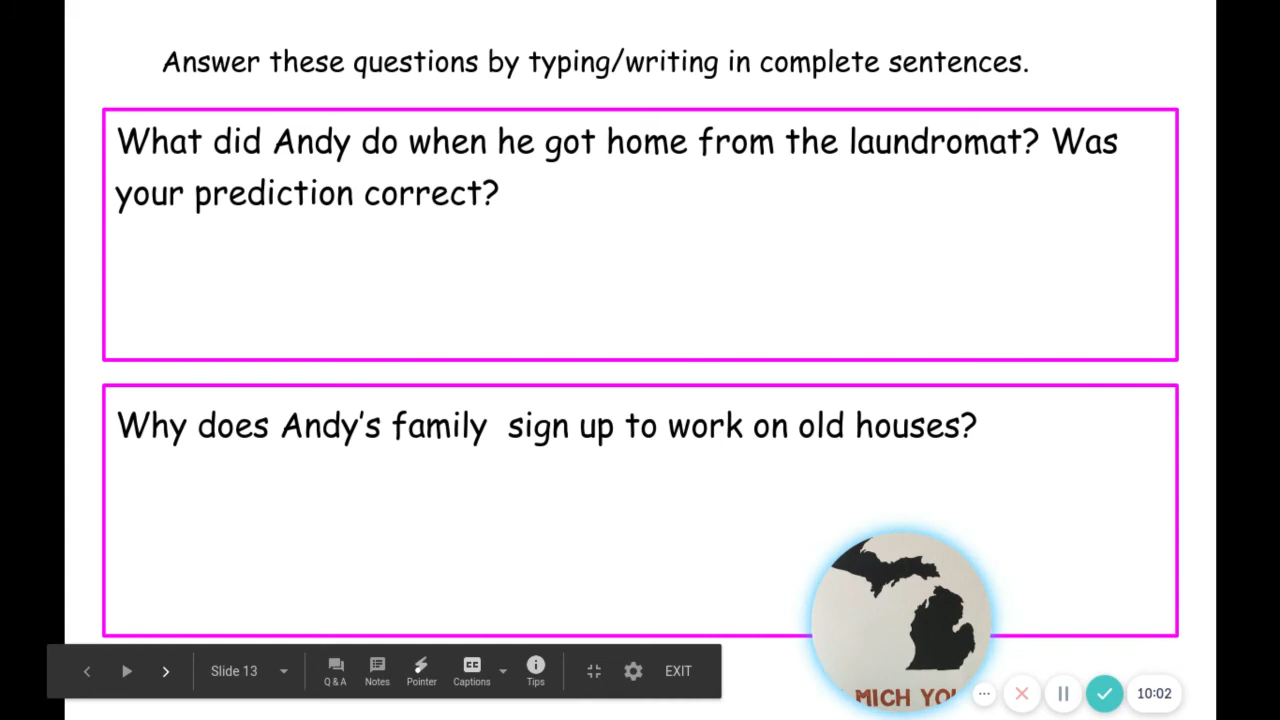 Answer these questions by typing/writing in complete sentences.
What did Andy do when he got home from the laundromat? Was
your prediction correct?
Why does Andy's family  sign up to work on old houses?
MICH YO
Slide 13
Q & A
Notes
Pointer
CC
Captions
Tips
EXIT
10:02